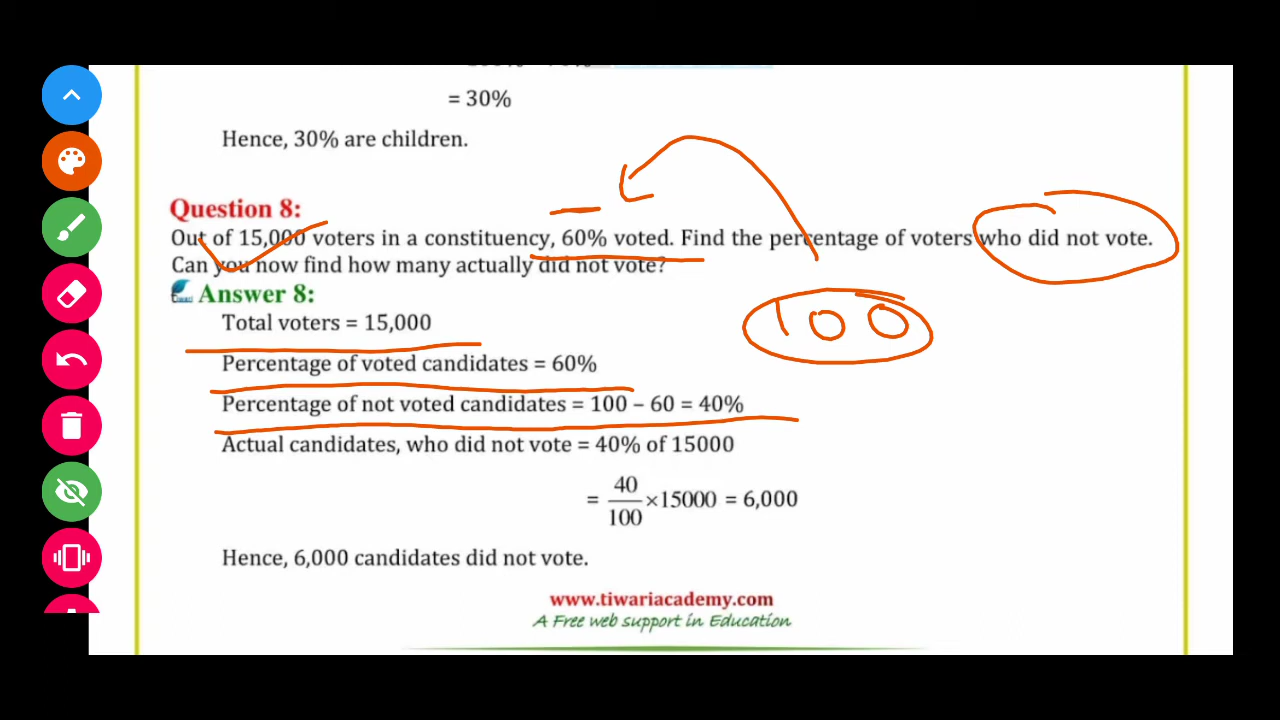 = 30%
Hence, 30% are children.
Question 8:
Out of 15,000 voters in a constituency, 60% voted. Find the percentage of voters who did not vote.
Can you now find how many actually did not vote?
Answer 8:
Total voters = 15,000
100
Percentage of voted candidates = 60%
Percentage of not voted candidates = 100 – 60 = 40%
Actual candidates, who did not vote = 40% of 15000
= 40/100 ×15000 = 6,000
Hence, 6,000 candidates did not vote.
www.tiwariacademy.com
A Free web support in Education